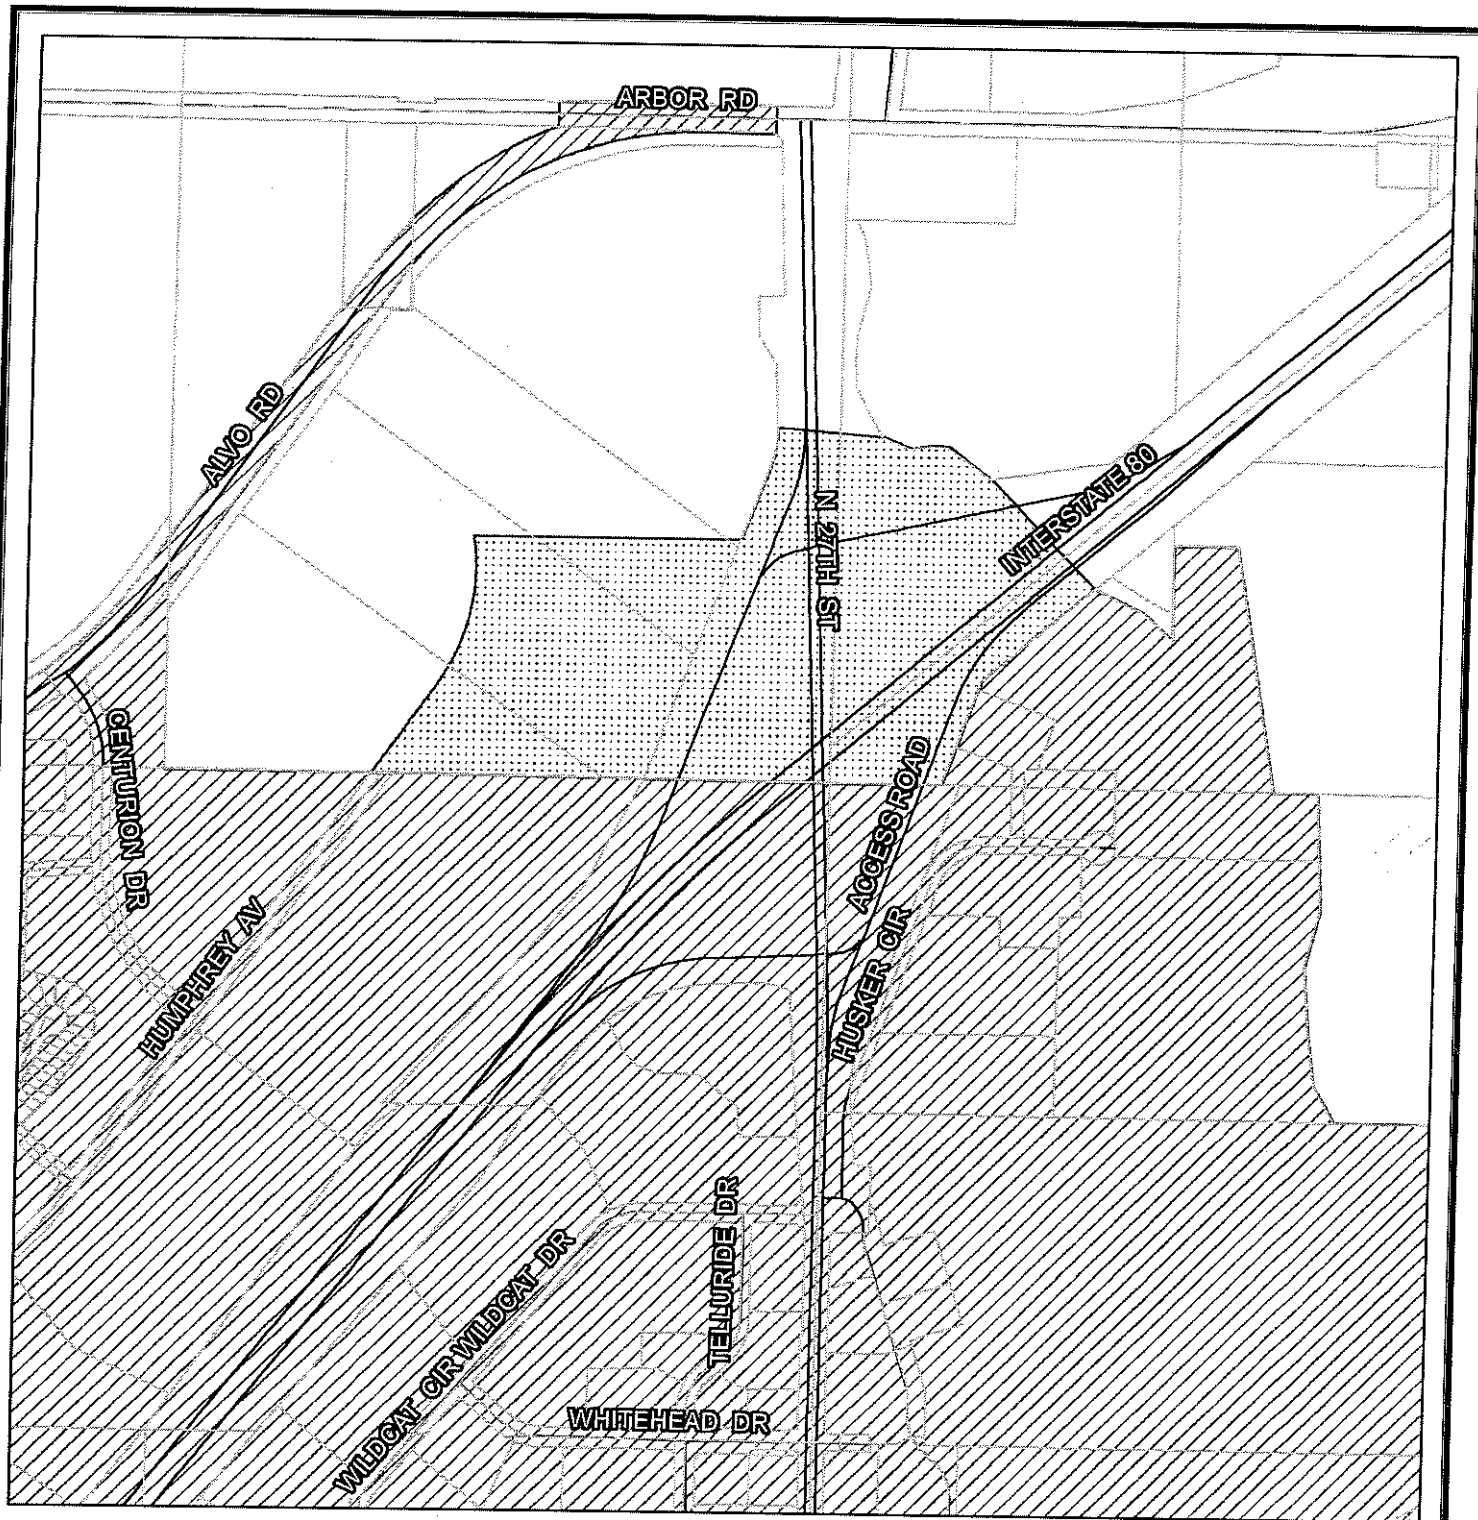 ARBOR RD
ALVO RD
N 27TH ST
INTERSTATE 80
CENTURION DR
ACCESS ROAD
HUMPHREY AV
HUSKER CIR
TELLURIDE DR
WILDCAT CIR WILDCAT DR
WHITEHEAD DR